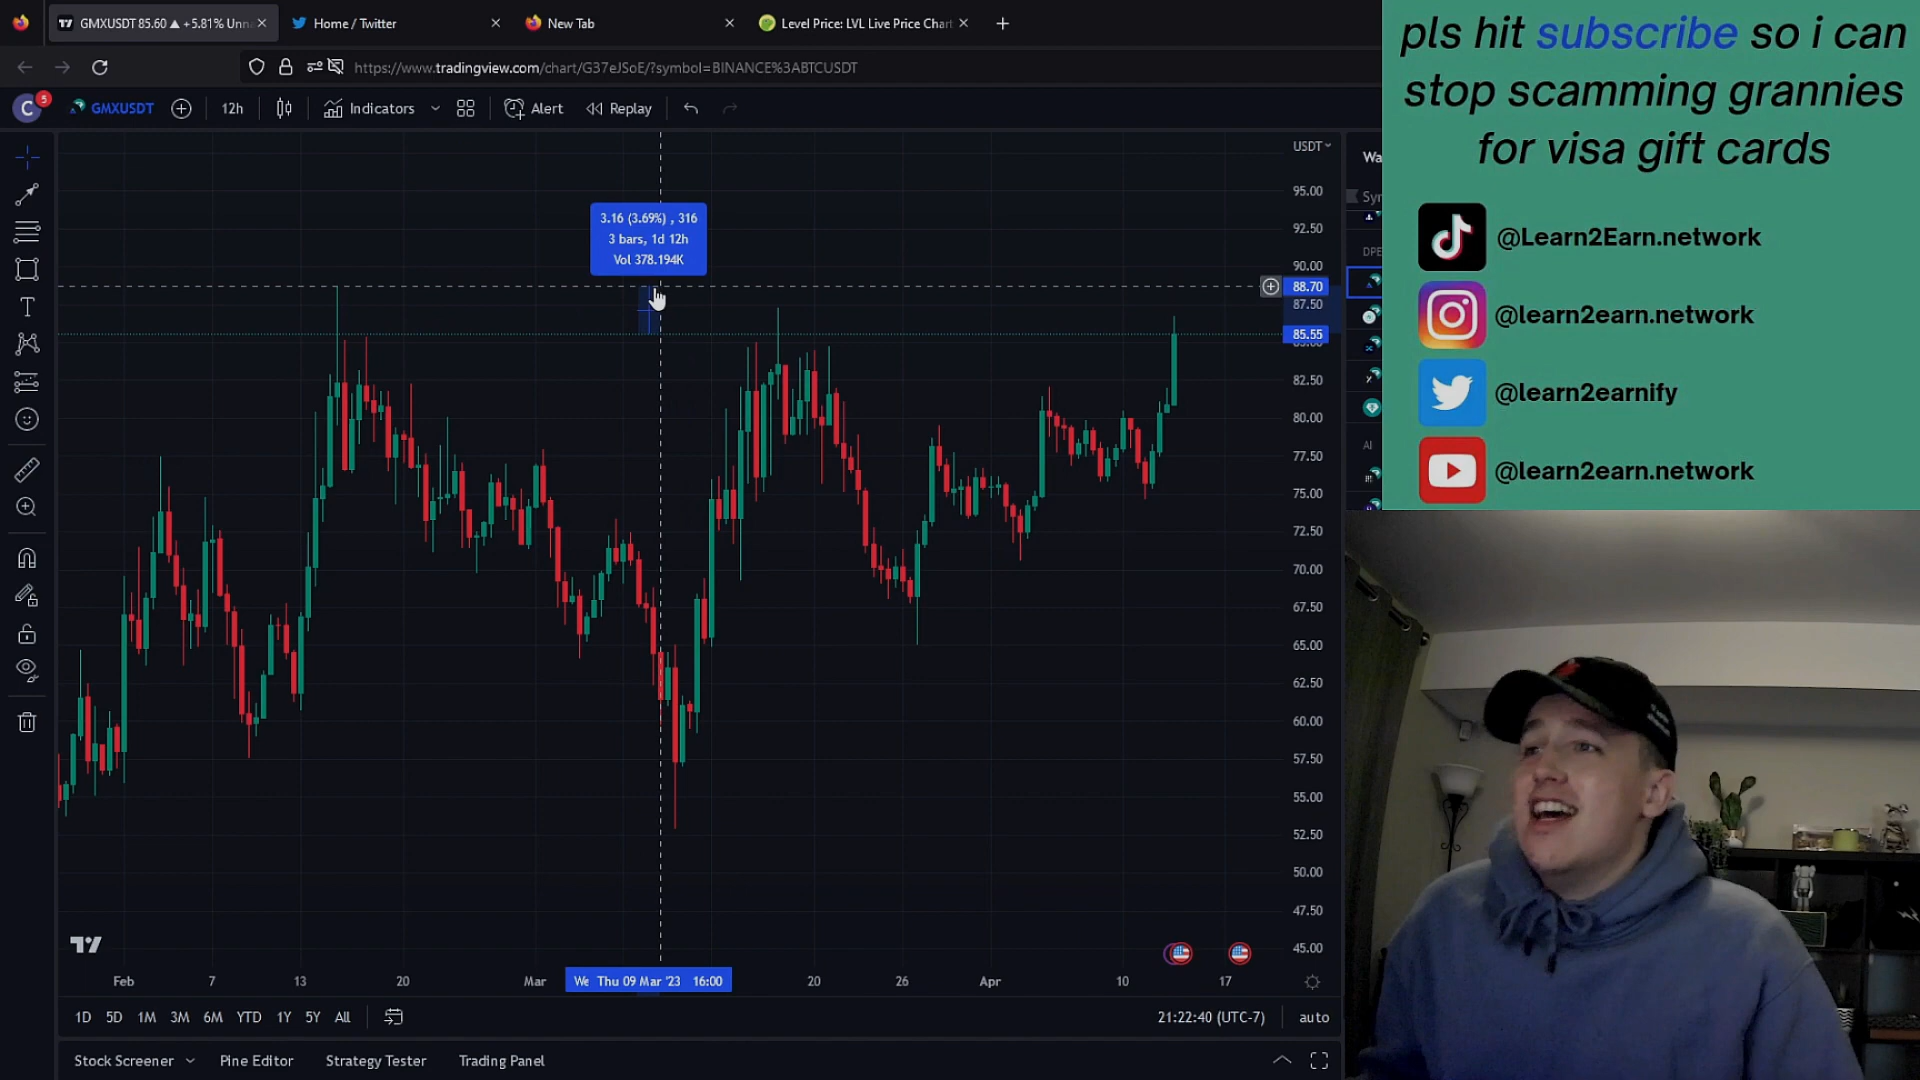 GMXUSDT 85.60 ▲ +5.81% Unn
Home / Twitter
New Tab
Level Price: LVL Live Price Chart
https://www.tradingview.com/chart/G37eJSoE/?symbol=BINANCE%3ABTCUSDT
C
5
GMXUSDT
12h
Indicators
Alert
Replay
USDT
Wa
Sy
DPE
AI
95.00
92.50
90.00
88.70
87.50
85.55
82.50
80.00
77.50
75.00
72.50
70.00
67.50
65.00
62.50
60.00
57.50
55.00
52.50
50.00
47.50
45.00
3.16 (3.69%) , 316
3 bars, 1d 12h
Vol 378.194K
Feb
7
13
20
Mar
We
Thu 09 Mar '23 16:00
20
26
Apr
10
17
1D
5D
1M
3M
6M
YTD
1Y
5Y
All
21:22:40 (UTC-7)
auto
Stock Screener
Pine Editor
Strategy Tester
Trading Panel
pls hit subscribe so i can
stop scamming grannies
for visa gift cards
@Learn2Earn.network
@learn2earn.network
@learn2earnify
@learn2earn.network